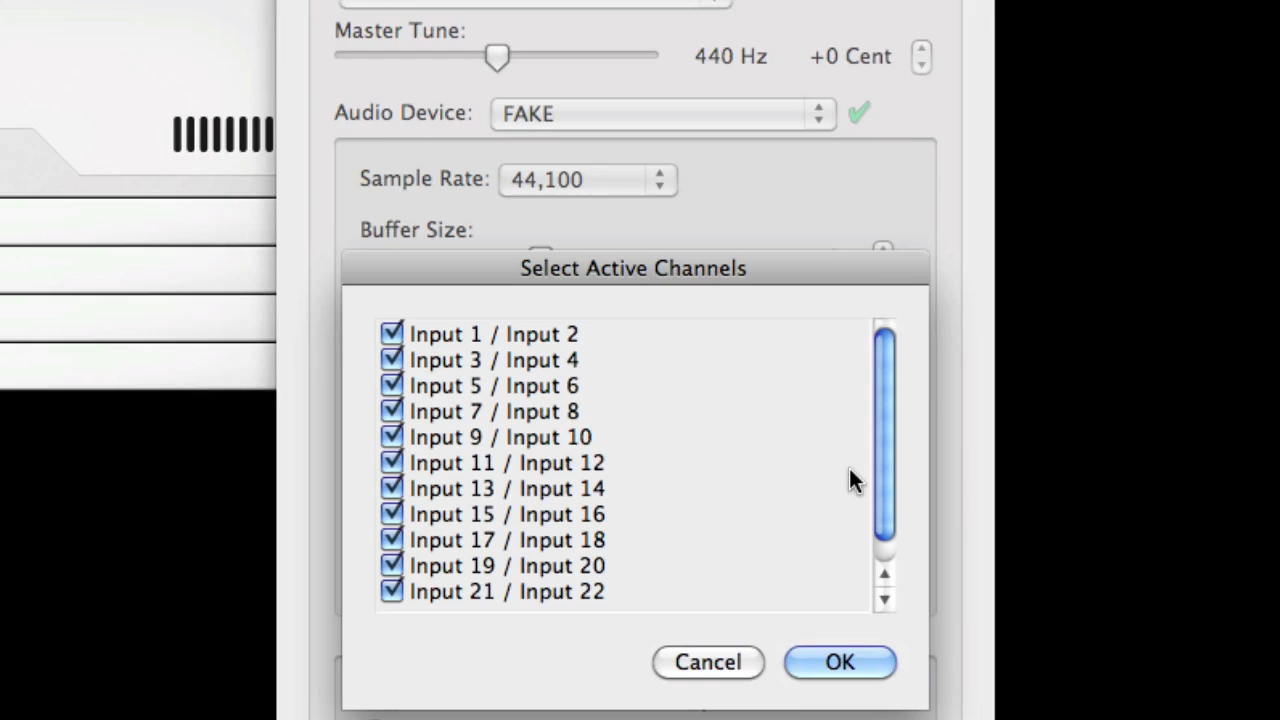 Master Tune:
440 Hz +0 Cent
Audio Device: FAKE
Sample Rate: 44,100
Buffer Size:
Select Active Channels
Input 1 / Input 2
Input 3 / Input 4
Input 5 / Input 6
Input 7 / Input 8
Input 9 / Input 10
Input 11 / Input 12
Input 13 / Input 14
Input 15 / Input 16
Input 17 / Input 18
Input 19 / Input 20
Input 21 / Input 22
Cancel OK